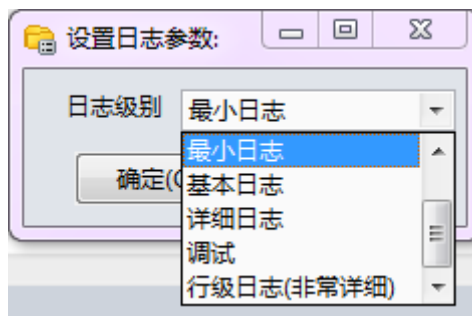 设置日志参数:
日志级别 最小日志
最小日志
确定(
基本日志
详细日志
调试
行级日志(非常详细)